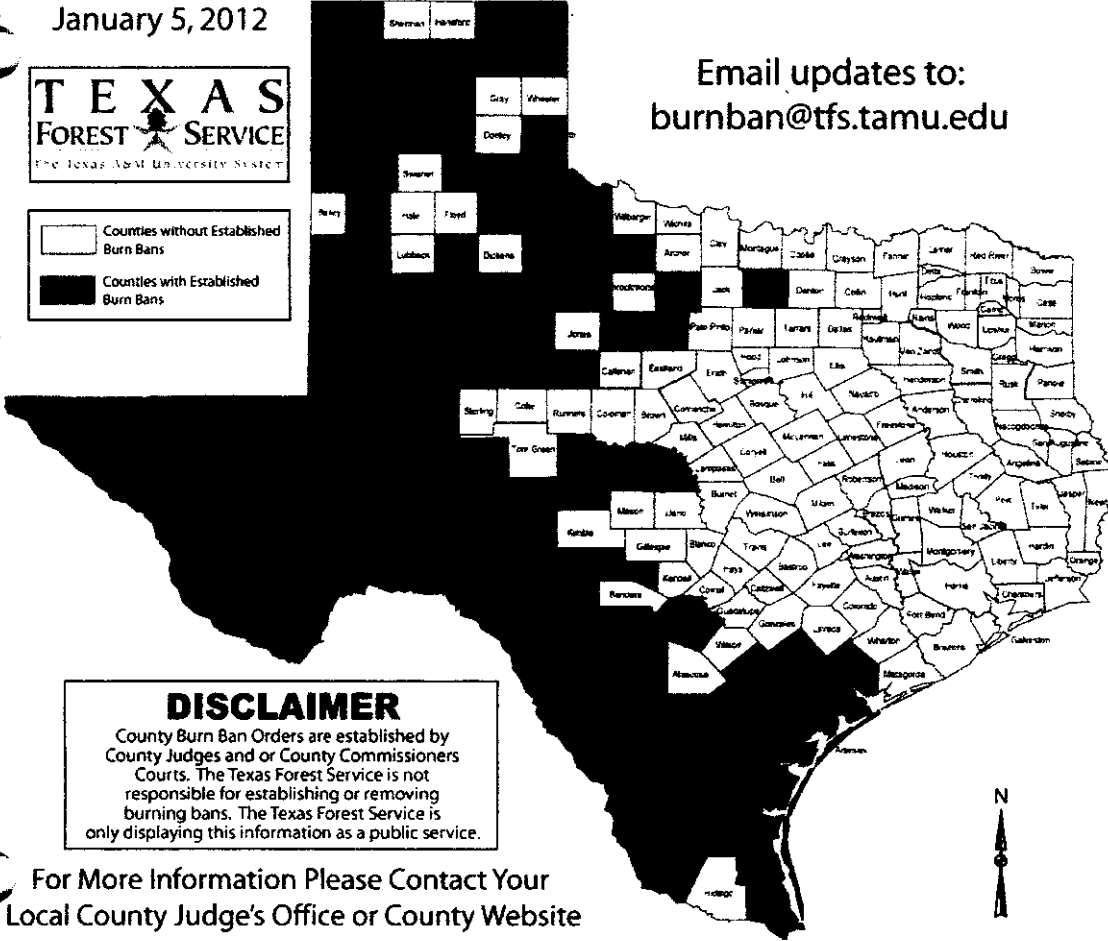 January 5, 2012
TEXAS
FOREST SERVICE
The Texas A&M University System
Counties without Established
Burn Bans
Counties with Established
Burn Bans
Email updates to:
burnban@tfs.tamu.edu
Sherman Hansford
Gray Wheeler
Donley
Swisher
Bailey Hale Floyd
Lubbock Dickens
Wilbarger Wichita
Archer Clay Montague Cooke Grayson Fannin Lamar Red River Bowie
Delta Titus
Throckmorton Jack Denton Collin Hunt Hopkins Franklin Morris Cass
Camp
Jones Palo Pinto Parker Tarrant Dallas Rockwall Rains Wood Upshur Marion
Kaufman Van Zandt Gregg Harrison
Callahan Eastland Erath Hood Johnson Ellis Smith Rusk Panola
Somervell Henderson
Sterling Coke Runnels Coleman Brown Comanche Bosque Hill Navarro Anderson Cherokee Shelby
Hamilton Freestone Nacogdoches
Tom Green Mills McLennan Limestone San Augustine
Coryell Leon Houston Angelina Sabine
Lampasas Bell Falls Robertson Madison Trinity
Mason Llano Burnet Williamson Milam Brazos Grimes Walker Polk Tyler Jasper Newton
San Jacinto
Kimble Gillespie Blanco Travis Lee Burleson Washington Montgomery Liberty Hardin Orange
Kendall Hays Bastrop Waller Jefferson
Bandera Comal Caldwell Fayette Austin Harris Chambers
Guadalupe Colorado Fort Bend
Gonzales Lavaca Galveston
Wilson Wharton Brazoria
Atascosa Matagorda
Aransas
Hidalgo
DISCLAIMER
County Burn Ban Orders are established by
County Judges and or County Commissioners
Courts. The Texas Forest Service is not
responsible for establishing or removing
burning bans. The Texas Forest Service is
only displaying this information as a public service.
N
For More Information Please Contact Your
Local County Judge's Office or County Website